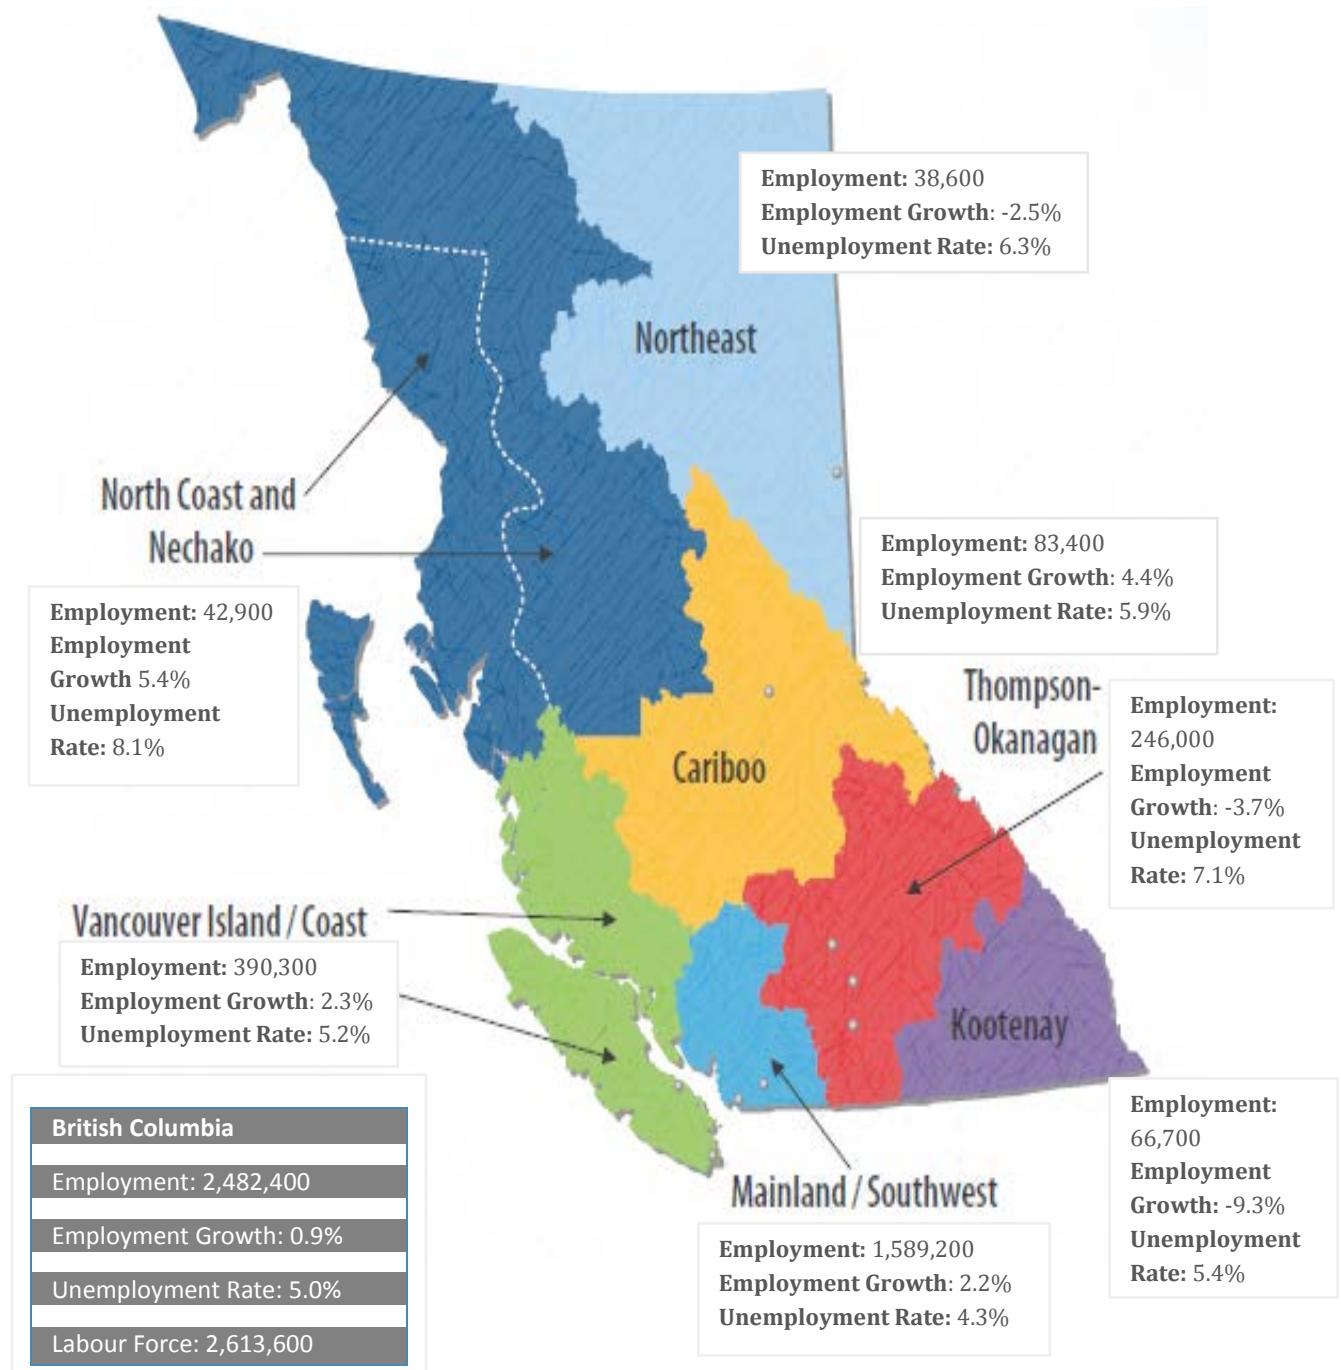 Employment: 38,600
Employment Growth: -2.5%
Unemployment Rate: 6.3%
Northeast
North Coast and
Nechako
Employment: 42,900
Employment
Growth 5.4%
Unemployment
Rate: 8.1%
Employment: 83,400
Employment Growth: 4.4%
Unemployment Rate: 5.9%
Cariboo
Thompson-
Okanagan
Employment:
246,000
Employment
Growth: -3.7%
Unemployment
Rate: 7.1%
Vancouver Island / Coast
Employment: 390,300
Employment Growth: 2.3%
Unemployment Rate: 5.2%
Kootenay
Employment:
66,700
Employment
Growth: -9.3%
Unemployment
Rate: 5.4%
Mainland / Southwest
Employment: 1,589,200
Employment Growth: 2.2%
Unemployment Rate: 4.3%
British Columbia
Employment: 2,482,400
Employment Growth: 0.9%
Unemployment Rate: 5.0%
Labour Force: 2,613,600